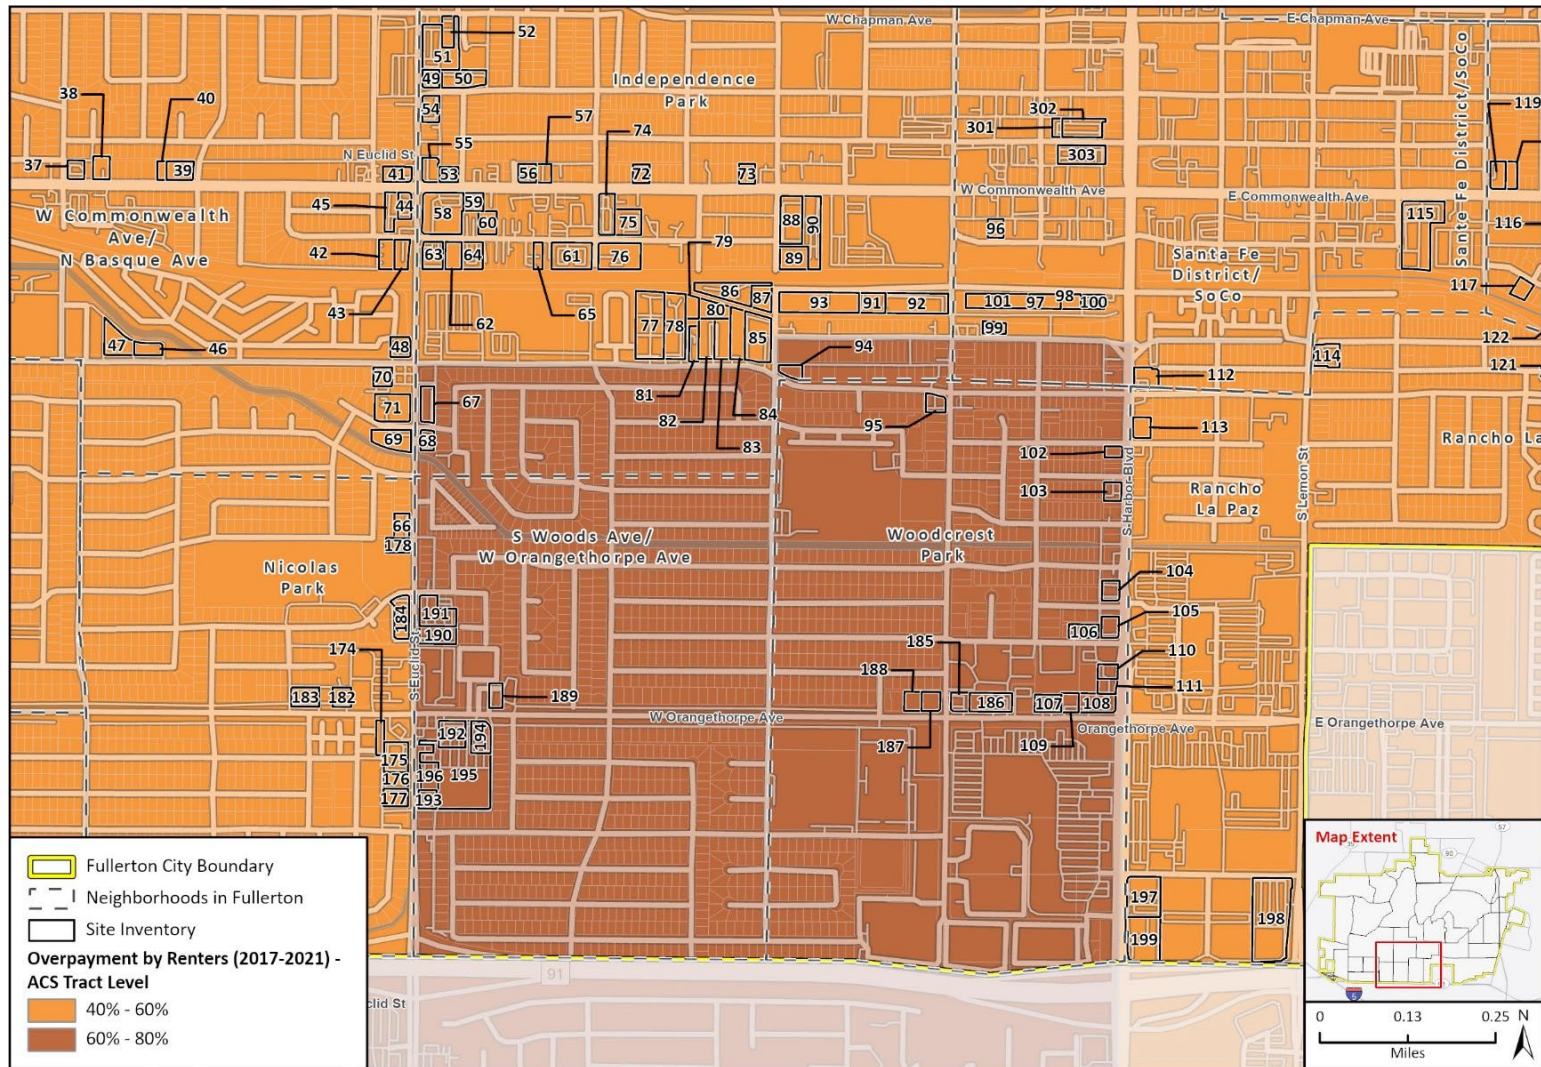 W Chapman Ave
E Chapman Ave
52
51
49
50
Independence
Park
Sante Fe District/SoCo
38
40
54
57
74
302
301
303
119
37
39
N Euclid St
41
55
53
56
72
73
W Commonwealth Ave
E Commonwealth Ave
45
44
58
59
60
75
88
90
96
115
116
W Commonwealth
Ave/
N Basque Ave
42
43
63
64
62
65
61
76
79
89
Santa Fe
District/
SoCo
117
86
87
93
91
92
101
97
98
100
99
77
78
80
85
47
46
48
94
122
114
121
70
71
67
81
82
83
84
95
112
113
69
68
102
103
S Harbor Blvd
S Lemon St
Rancho La
Rancho
La Paz
66
178
S Woods Ave/
W Orangethorpe Ave
Woodcrest
Park
Nicolas
Park
184
191
190
S Euclid St
104
105
106
185
188
110
111
174
183
182
189
186
107
108
W Orangethorpe Ave
Orangethorpe Ave
E Orangethorpe Ave
187
109
192
194
175
176
196
195
177
193
197
198
199
91
clid St
Fullerton City Boundary
Neighborhoods in Fullerton
Site Inventory
Overpayment by Renters (2017-2021) -
ACS Tract Level
40% - 60%
60% - 80%
Map Extent
57
90
5
0
0.13
0.25
N
Miles